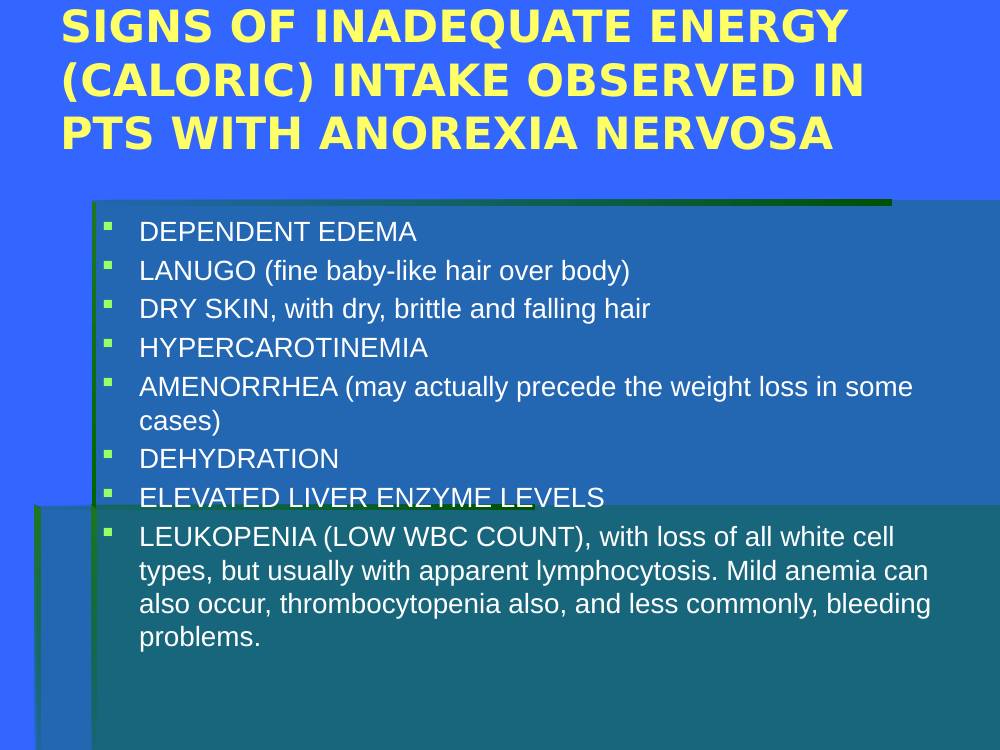 SIGNS OF INADEQUATE ENERGY
(CALORIC) INTAKE OBSERVED IN
PTS WITH ANOREXIA NERVOSA
DEPENDENT EDEMA
LANUGO (fine baby-like hair over body)
DRY SKIN, with dry, brittle and falling hair
HYPERCAROTINEMIA
AMENORRHEA (may actually precede the weight loss in some
cases)
DEHYDRATION
ELEVATED LIVER ENZYME LEVELS
LEUKOPENIA (LOW WBC COUNT), with loss of all white cell
types, but usually with apparent lymphocytosis. Mild anemia can
also occur, thrombocytopenia also, and less commonly, bleeding
problems.